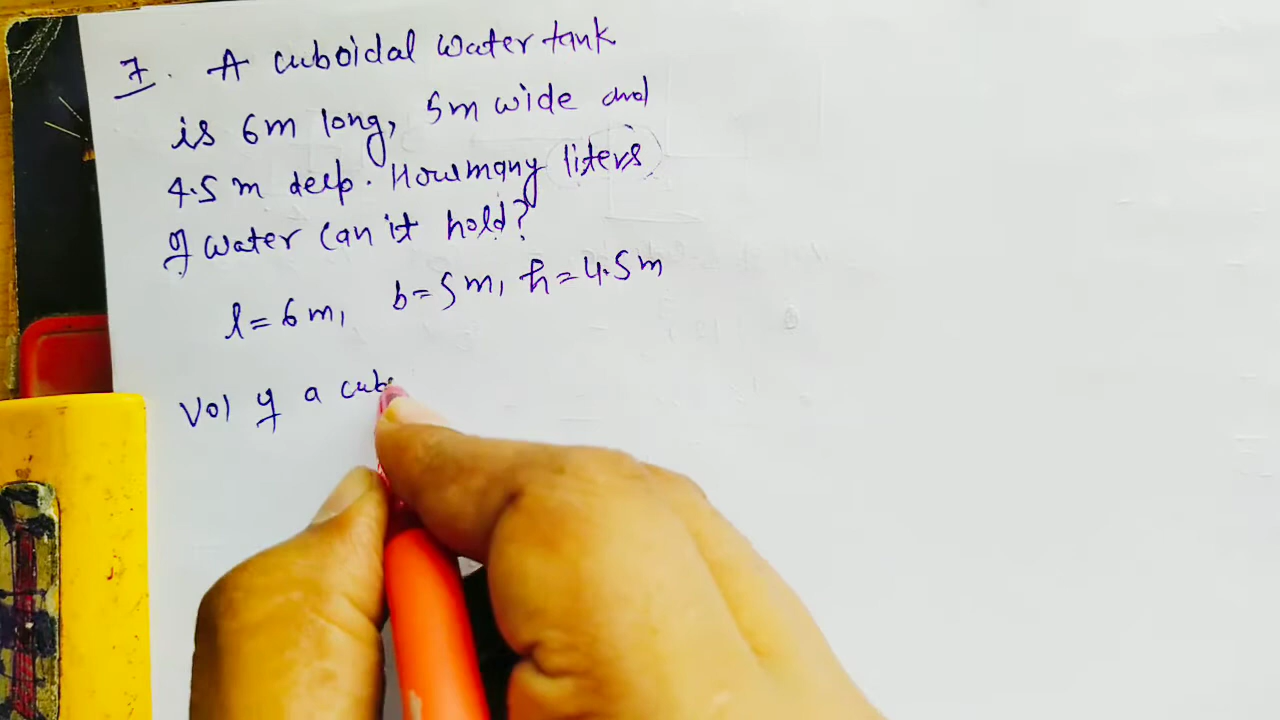 7. A cuboidal water tank
is 6m long, 5m wide and
4.5 m deep. How many liters
of water can it hold?
l = 6m, b = 5m, h = 4.5m
Vol of a cub